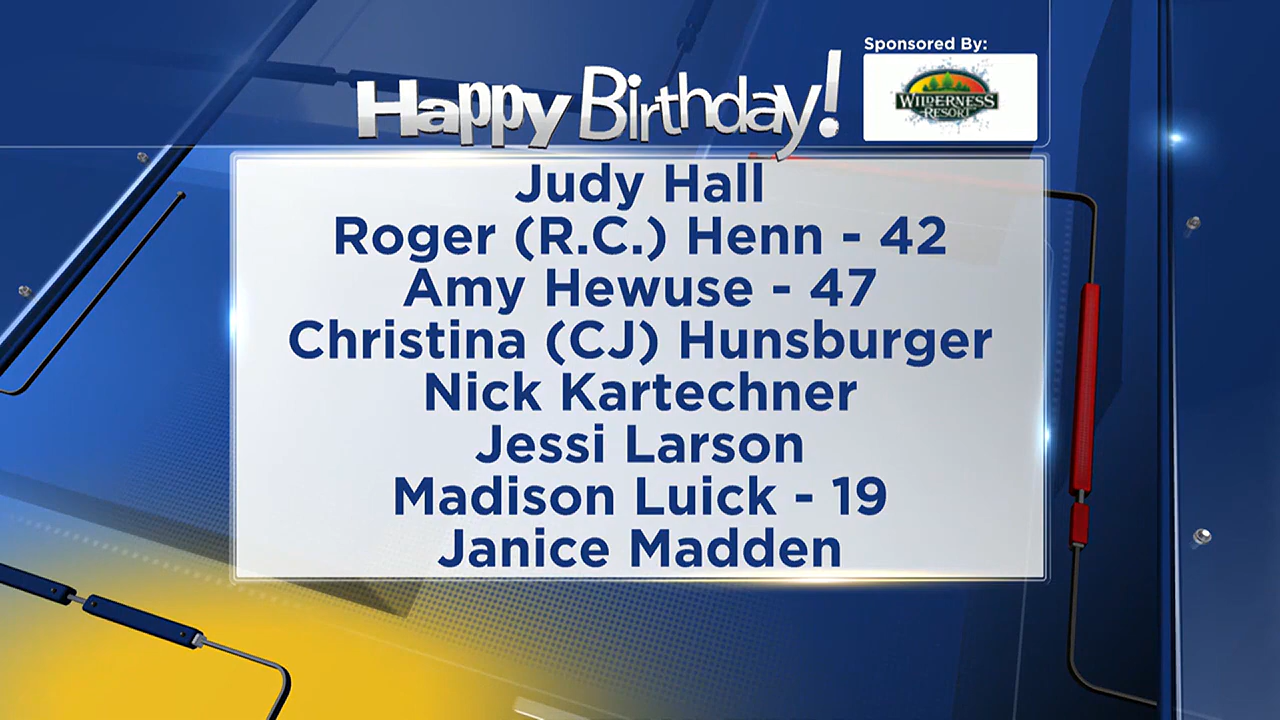 Sponsored By:
Happy Birthday!
WILDERNESS
RESORT
Judy Hall
Roger (R.C.) Henn - 42
Amy Hewuse - 47
Christina (CJ) Hunsburger
Nick Kartechner
Jessi Larson
Madison Luick - 19
Janice Madden